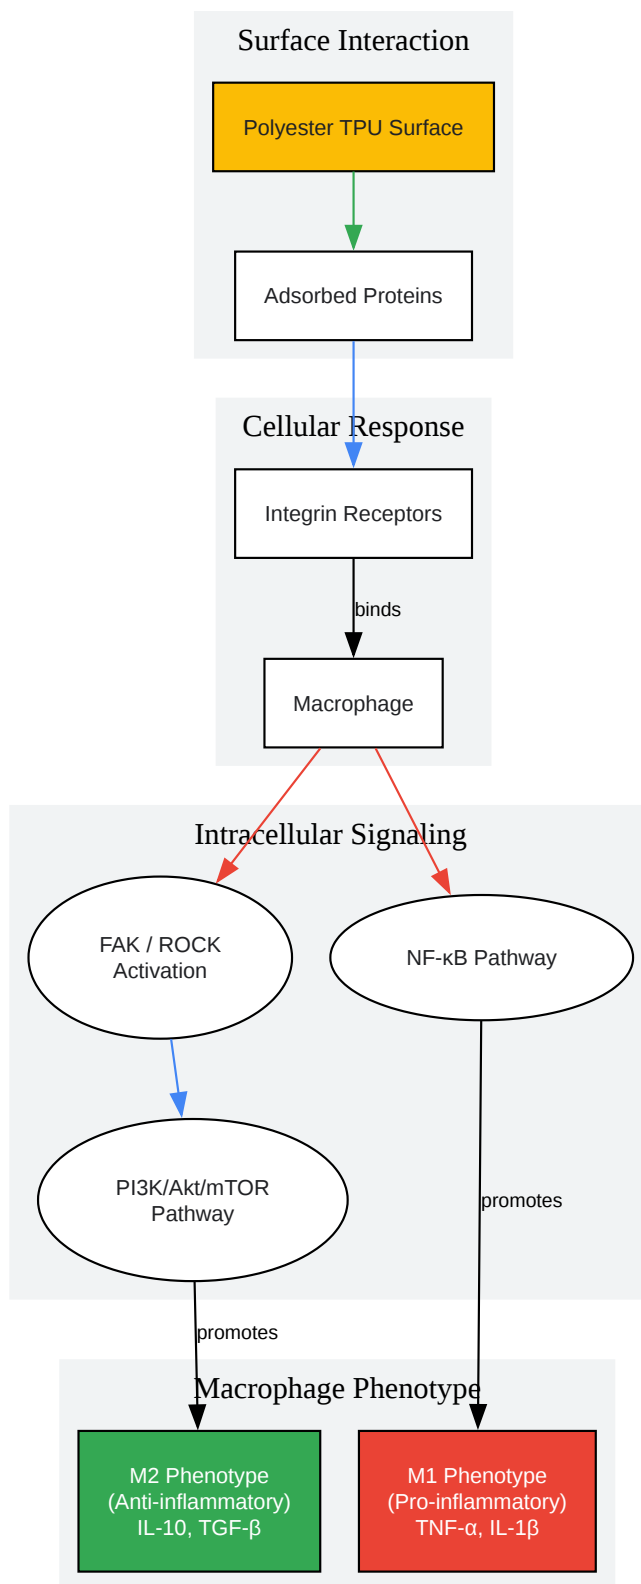 Surface Interaction
Polyester TPU Surface
Adsorbed Proteins
Cellular Response
Integrin Receptors
binds
Macrophage
Intracellular Signaling
FAK / ROCK
Activation
NF-κB Pathway
PI3K/Akt/mTOR
Pathway
promotes
promotes
Macrophage Phenotype
M2 Phenotype
(Anti-inflammatory)
IL-10, TGF-β
M1 Phenotype
(Pro-inflammatory)
TNF-α, IL-1β